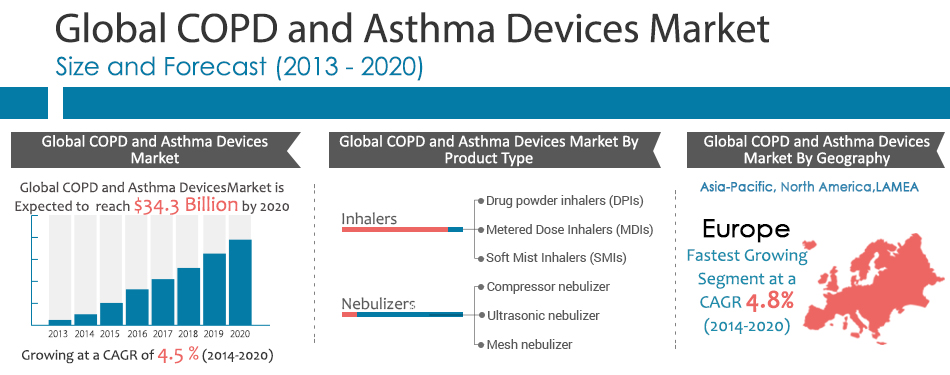 Global COPD and Asthma Devices Market
Size and Forecast (2013 - 2020)
Global COPD and Asthma Devices
Market
Global COPD and Asthma DevicesMarket is
Expected to reach $34.3 Billion by 2020
2013 2014 2015 2016 2017 2018 2019 2020
Growing at a CAGR of 4.5 % (2014-2020)
Global COPD and Asthma Devices Market By
Product Type
Inhalers
Drug powder inhalers (DPIs)
Metered Dose Inhalers (MDIs)
Soft Mist Inhalers (SMIs)
Nebulizers
Compressor nebulizer
Ultrasonic nebulizer
Mesh nebulizer
Global COPD and Asthma Devices
Market By Geography
Asia-Pacific, North America,LAMEA
Europe
Fastest Growing
Segment at a
CAGR 4.8%
(2014-2020)